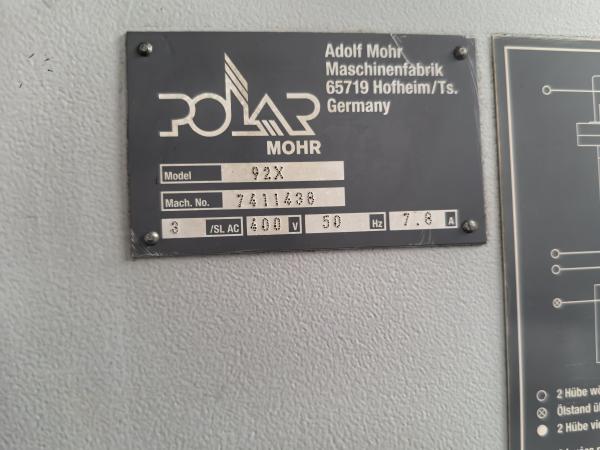 POLAR
MOHR
Adolf Mohr
Maschinenfabrik
65719 Hofheim/Ts.
Germany
Model 92X
Mach. No. 7411438
3 /SL AC 400 V 50 Hz 7.8 A
2 Hübe
Ölstand
2 Hübe